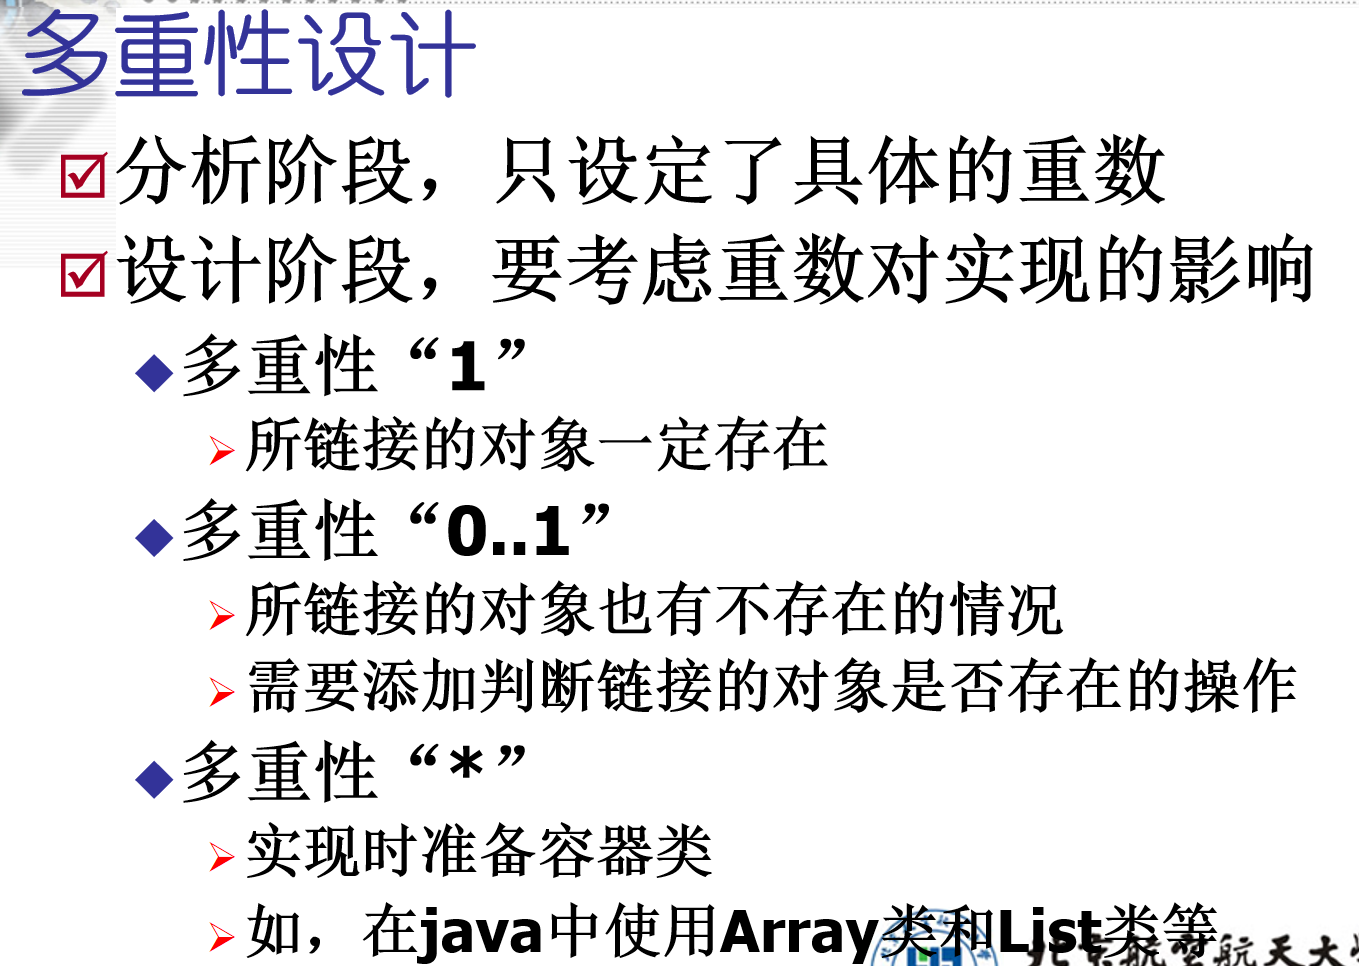 多重性设计
分析阶段，只设定了具体的重数
设计阶段，要考虑重数对实现的影响
多重性“1”
所链接的对象一定存在
多重性“0..1”
所链接的对象也有不存在的情况
需要添加判断链接的对象是否存在的操作
多重性“*”
实现时准备容器类
如，在java中使用Array类和List类等
北京航空航天大学